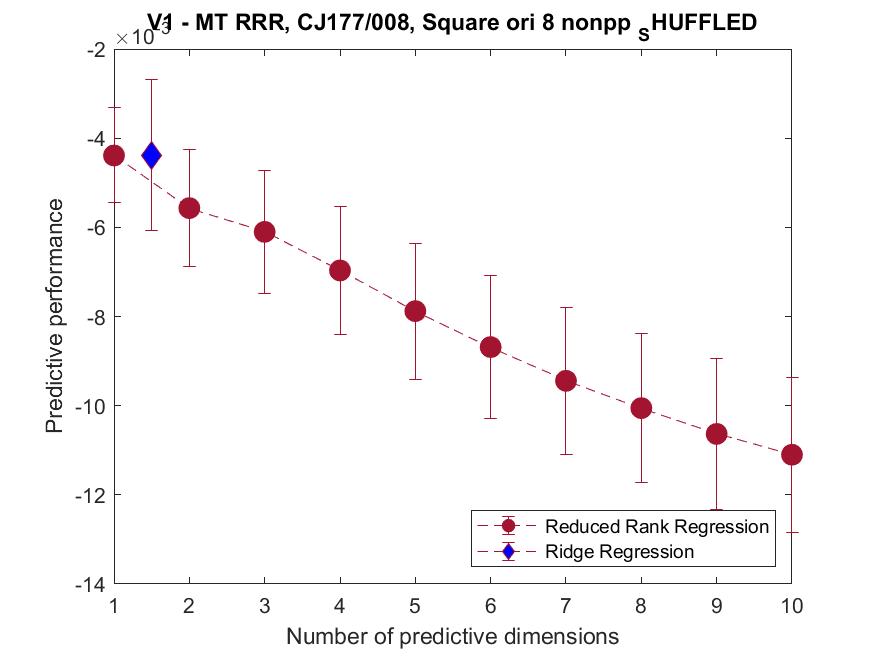 V1 - MT RRR, CJ177/008, Square ori 8 nonpp SHUFFLED
×10-3
-2
-4
-6
-8
-10
-12
-14
Predictive performance
1 2 3 4 5 6 7 8 9 10
Number of predictive dimensions
Reduced Rank Regression
Ridge Regression